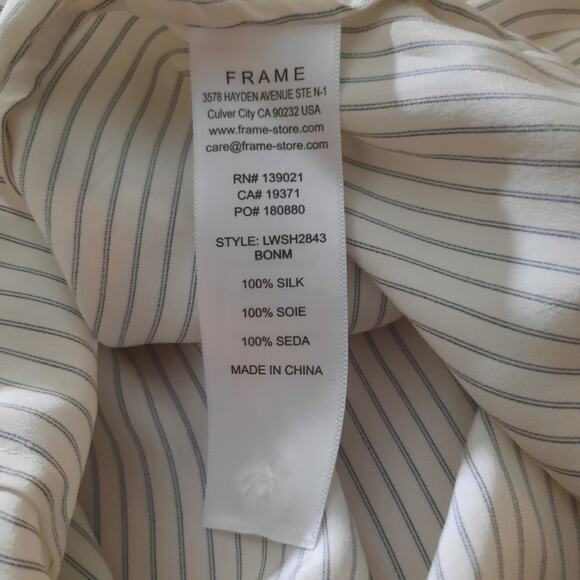 FRAME
3578 HAYDEN AVENUE STE N-1
Culver City CA 90232 USA
www.frame-store.com
care@frame-store.com
RN# 139021
CA# 19371
PO# 180880
STYLE: LWSH2843
BONM
100% SILK
100% SOIE
100% SEDA
MADE IN CHINA